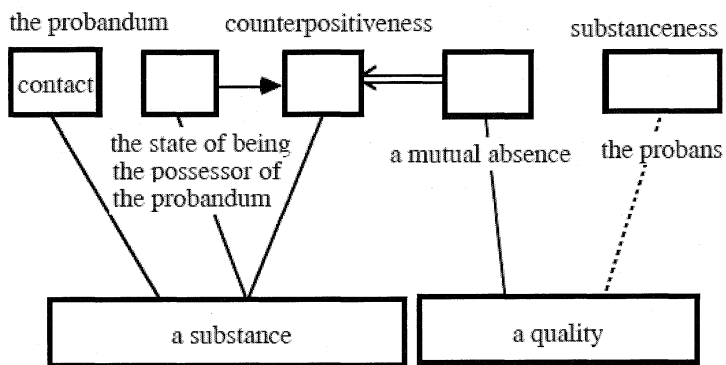 the probandum
counterpositiveness
substanceness
contact
the state of being
the possessor of
the probandum
a mutual absence
the probans
a substance
a quality